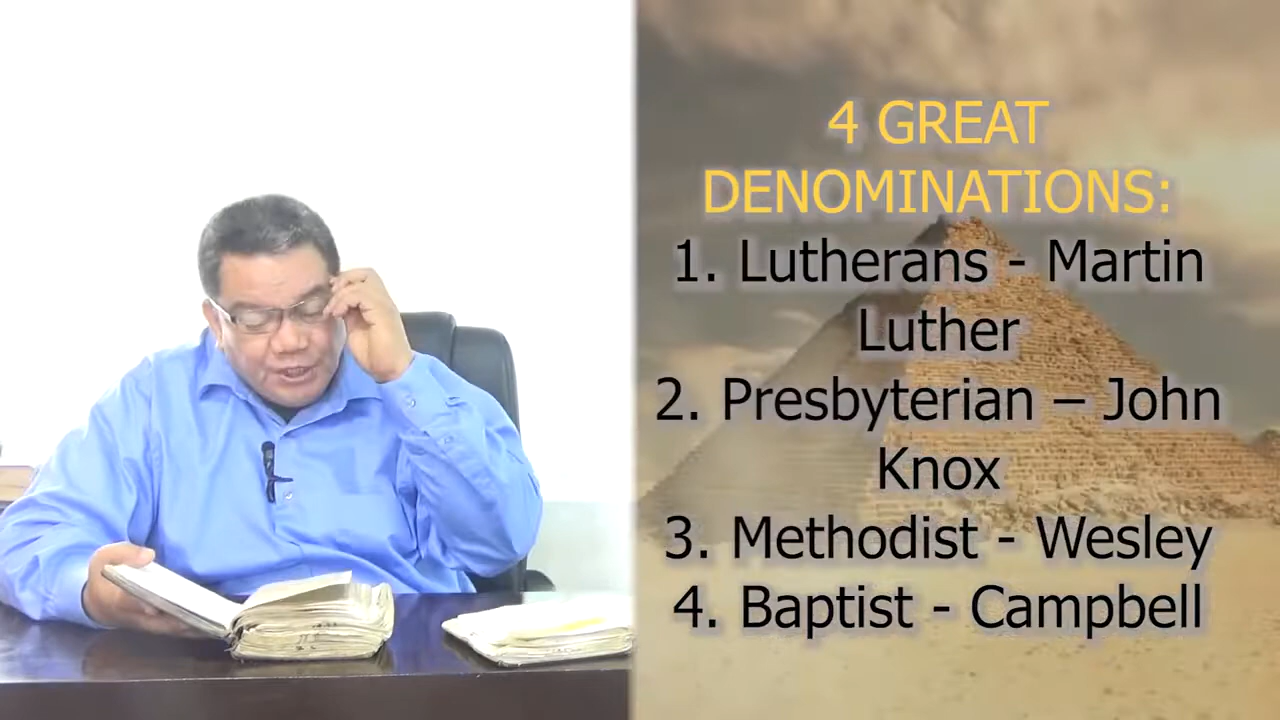 4 GREAT
DENOMINATIONS:
1. Lutherans - Martin
Luther
2. Presbyterian – John
Knox
3. Methodist - Wesley
4. Baptist - Campbell